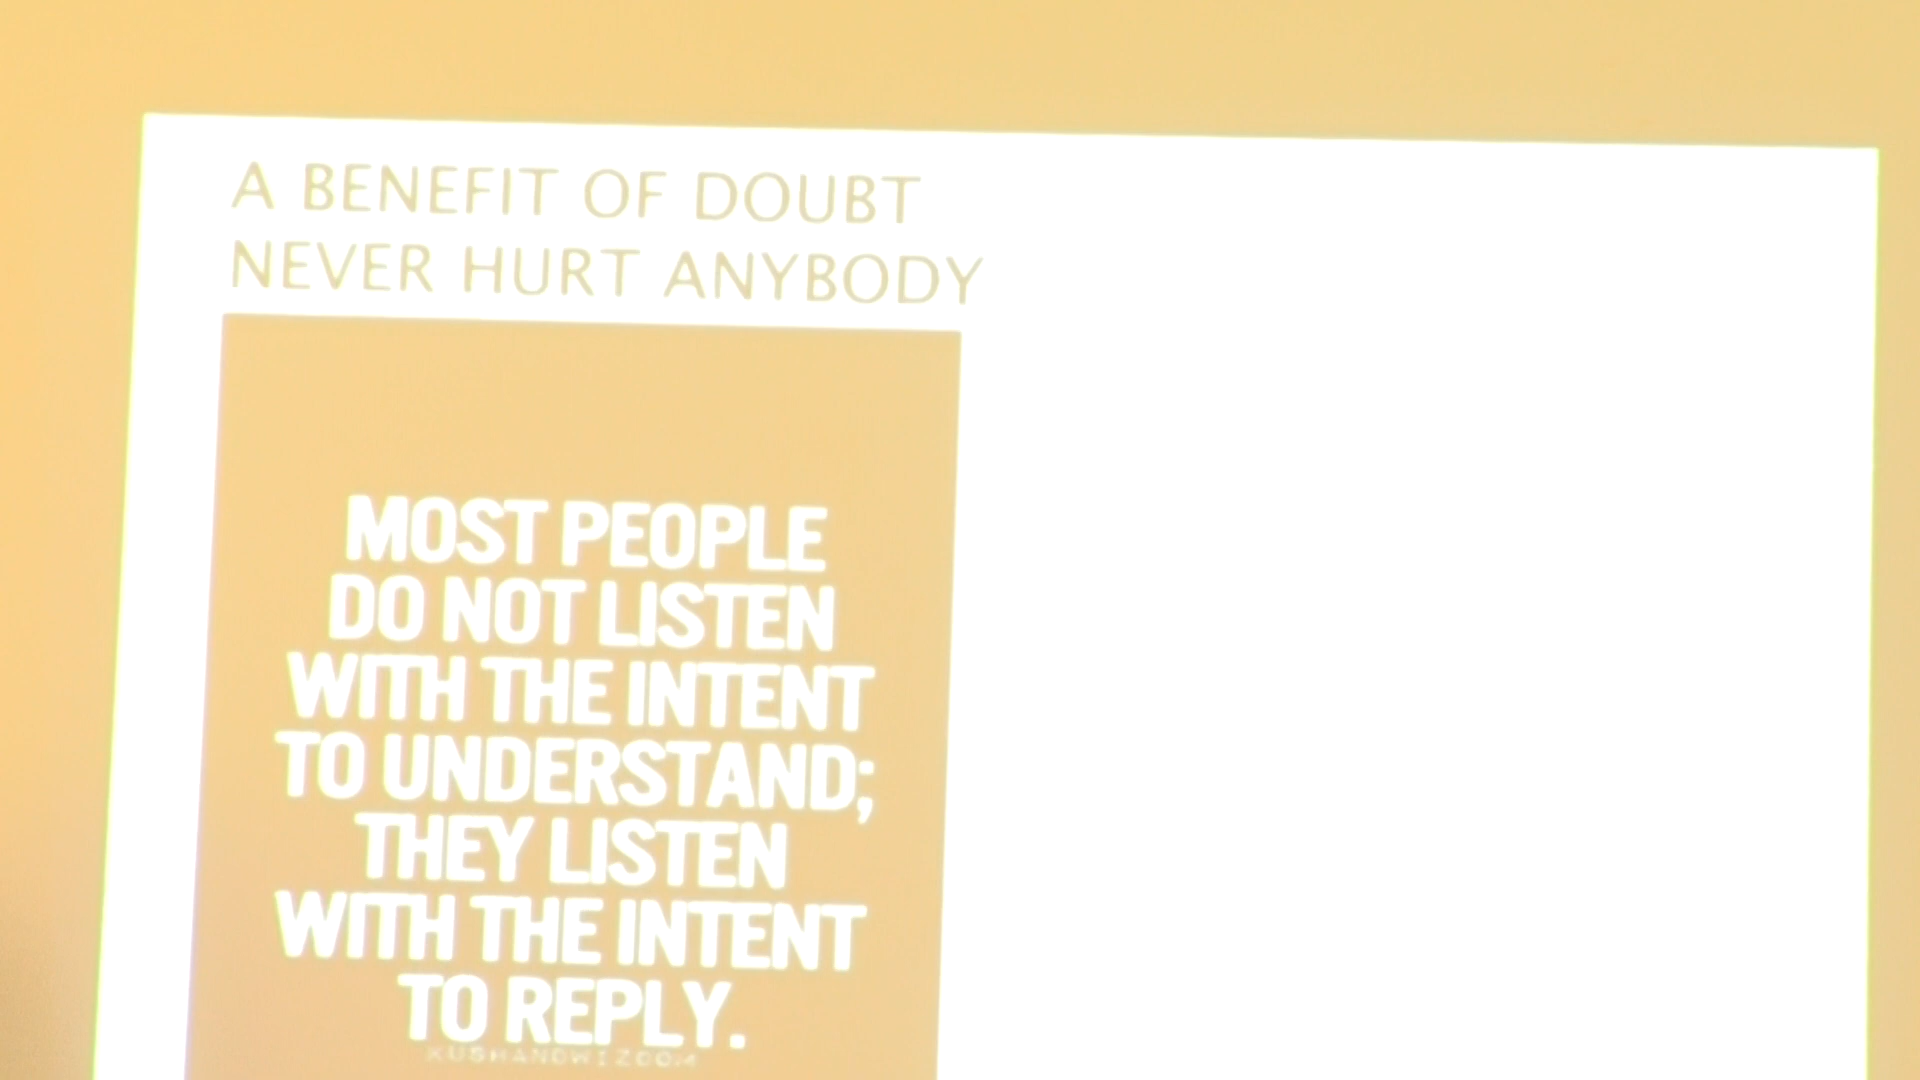 A BENEFIT OF DOUBT
NEVER HURT ANYBODY
MOST PEOPLE
DO NOT LISTEN
WITH THE INTENT
TO UNDERSTAND;
THEY LISTEN
WITH THE INTENT
TO REPLY.
KUSHANDWIZDOM